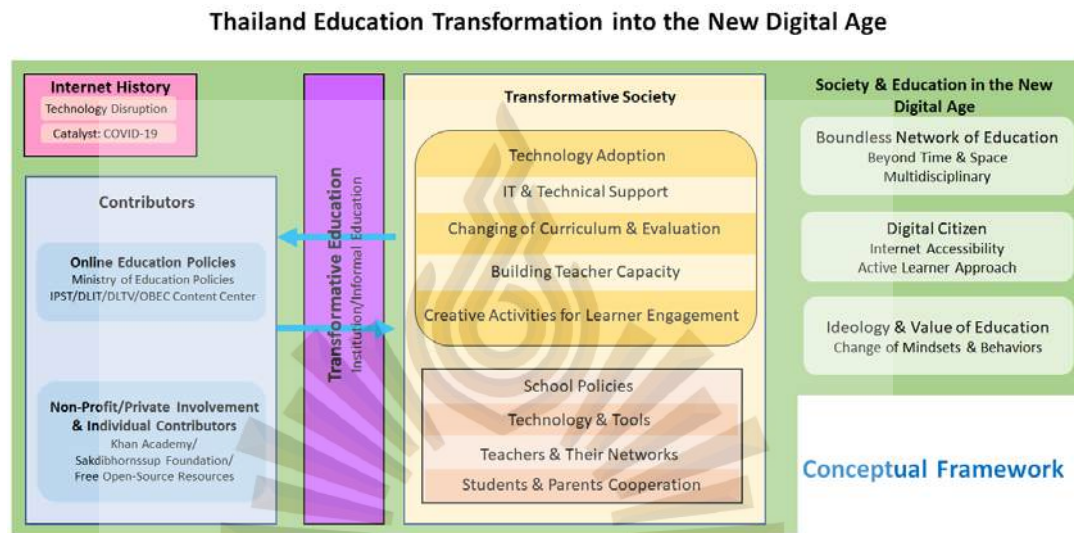 Thailand Education Transformation into the New Digital Age
Internet History
Technology Disruption
Catalyst: COVID-19
Contributors
Online Education Policies
Ministry of Education Policies
IPST/DLIT/DLTV/OBEC Content Center
Non-Profit/Private Involvement
& Individual Contributors
Khan Academy/
Sakdibhornssup Foundation/
Free Open-Source Resources
Transformative Education
Institution/Informal Education
Transformative Society
Technology Adoption
IT & Technical Support
Changing of Curriculum & Evaluation
Building Teacher Capacity
Creative Activities for Learner Engagement
School Policies
Technology & Tools
Teachers & Their Networks
Students & Parents Cooperation
Society & Education in the New
Digital Age
Boundless Network of Education
Beyond Time & Space
Multidisciplinary
Digital Citizen
Internet Accessibility
Active Learner Approach
Ideology & Value of Education
Change of Mindsets & Behaviors
Conceptual Framework